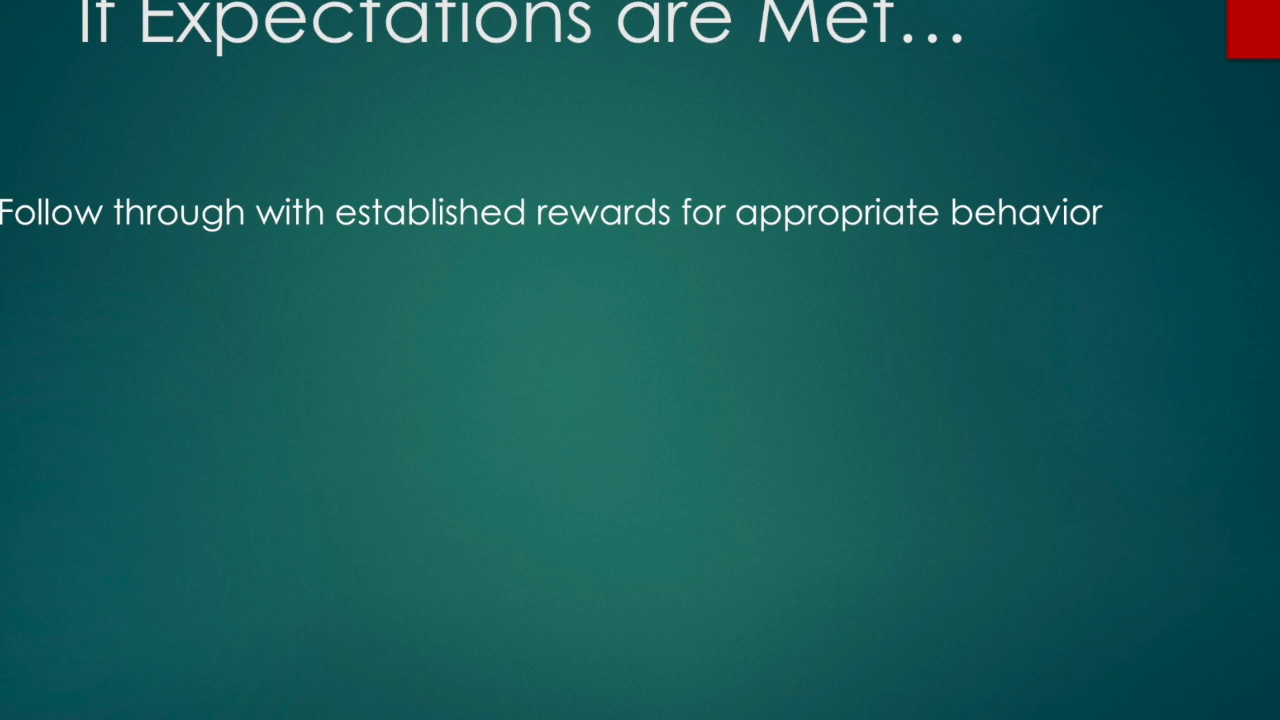 If Expectations are Met…
Follow through with established rewards for appropriate behavior